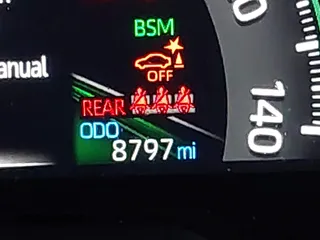 BSM
anual
OFF
REAR
ODO
8797 mi
140